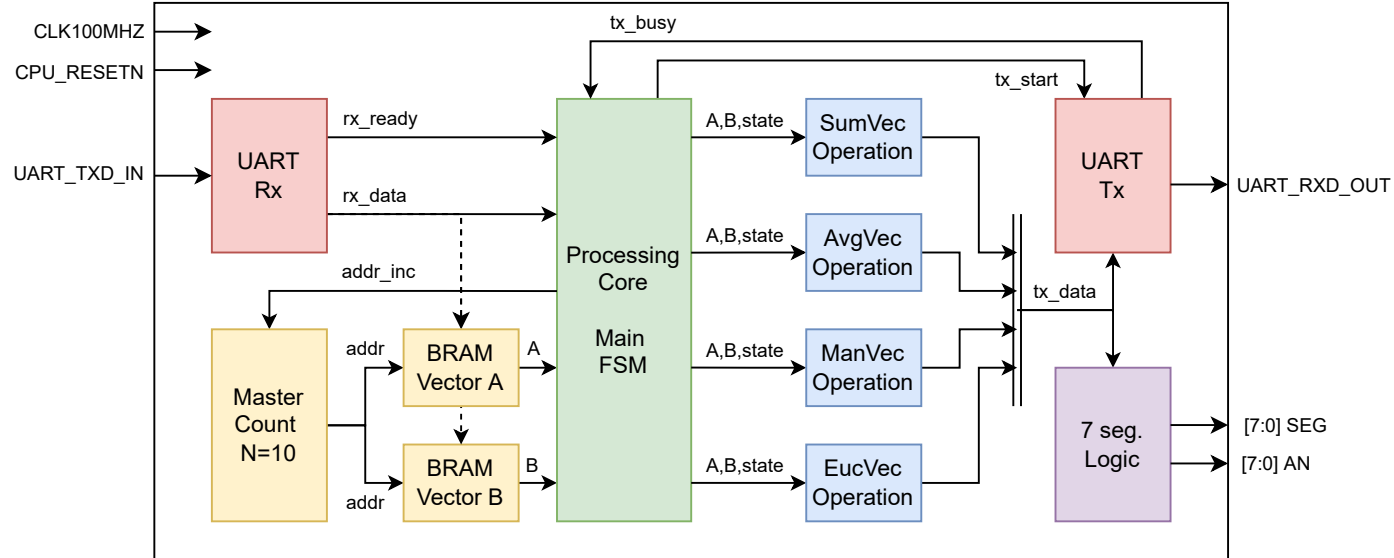 tx_busy
CLK100MHZ
CPU_RESETN
tx_start
UART
Rx
rx_ready
rx_data
UART_TXD_IN
A,B,state
SumVec
Operation
UART
Tx
UART_RXD_OUT
A,B,state
AvgVec
Operation
Processing
Core
Main
FSM
addr_inc
tx_data
Master
Count
N=10
addr
addr
BRAM
Vector A
A
BRAM
Vector B
B
A,B,state
ManVec
Operation
A,B,state
EucVec
Operation
7 seg.
Logic
[7:0] SEG
[7:0] AN